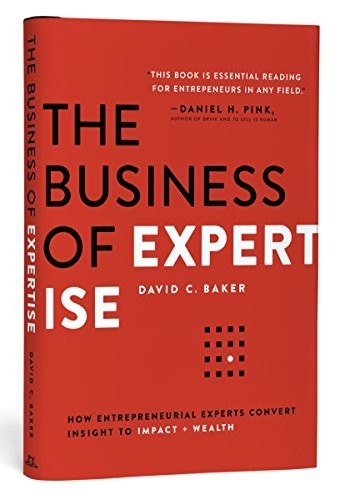 THE BUSINESS OF EXPERTISE
DAVID C. BAKER
"THIS BOOK IS ESSENTIAL READING
FOR ENTREPENEURS IN ANY FIELD."
—DANIEL H. PINK,
AUTHOR OF DRIVE AND TO SELL IS HUMAN
THE
BUSINESS
OF EXPERT
ISE
DAVID C. BAKER
HOW ENTREPRENEURIAL EXPERTS CONVERT
INSIGHT TO IMPACT + WEALTH